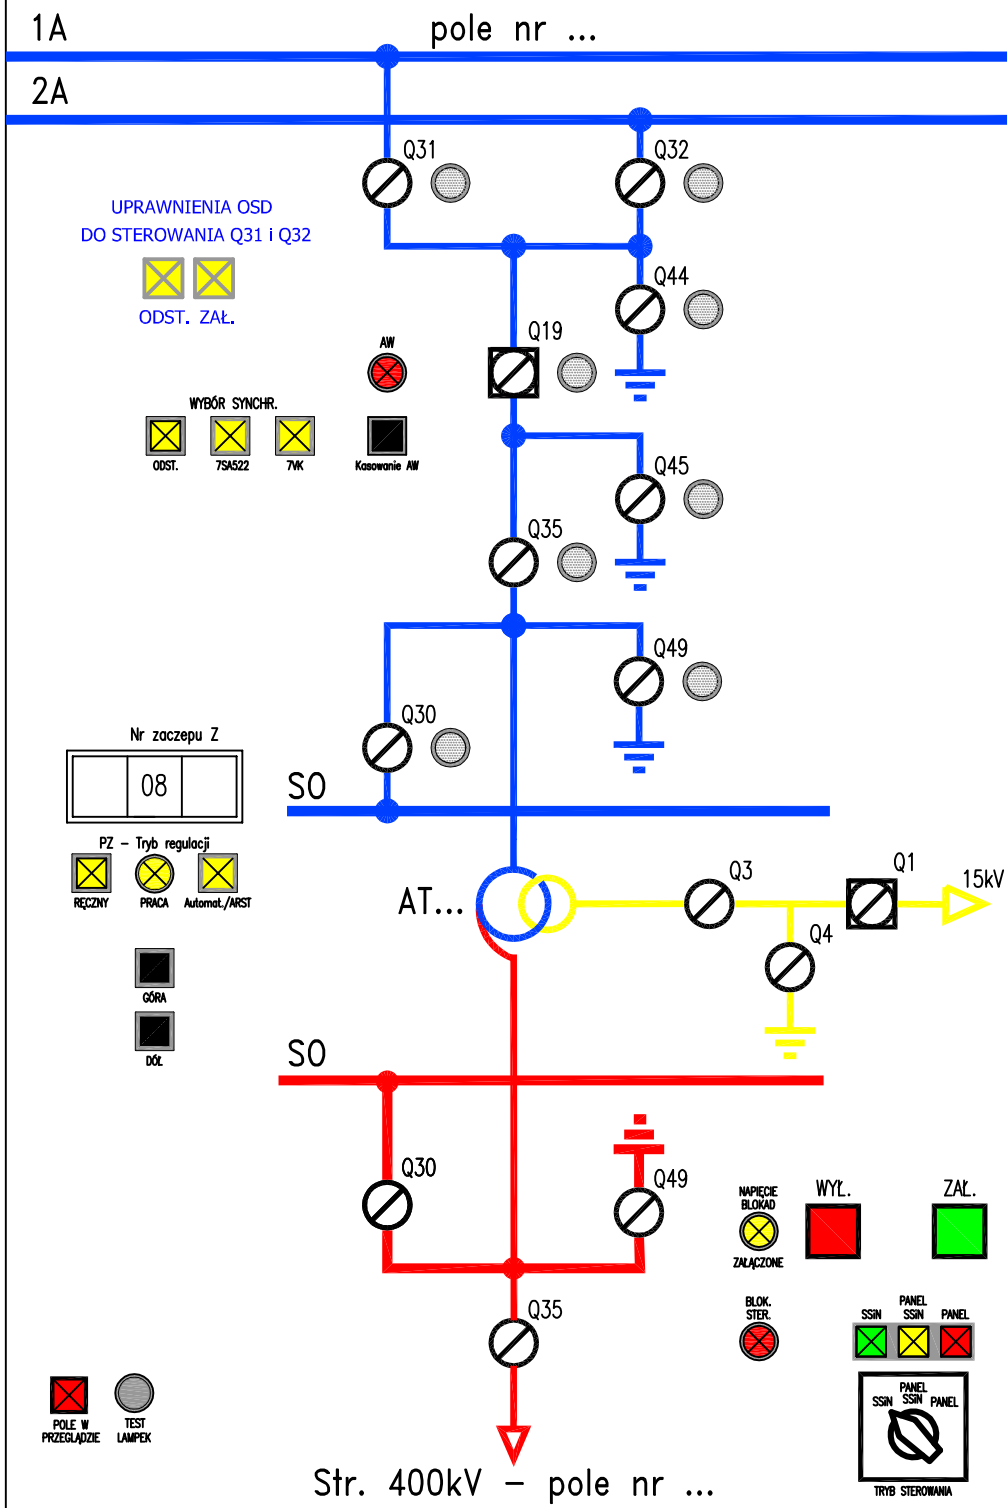 1A
pole nr ...
2A
Q31
Q32
UPRAWNIENIA OSD
DO STEROWANIA Q31 i Q32
ODST. ZAŁ.
Q44
Q19
AW
WYBÓR SYNCHR.
ODST.
7SA522
7VK
Kasowanie AW
Q45
Q35
Q49
Q30
Nr zaczepu Z
08
SO
PZ – Tryb regulacji
RĘCZNY
PRACA
Automat./ARST
AT...
Q3
Q1
15kV
Q4
GÓRA
DÓŁ
SO
Q30
Q49
NAPIĘCIE
BLOKAD
ZAŁĄCZONE
WYŁ.
ZAŁ.
Q35
BLOK.
STER.
SSiN
PANEL
SSiN
PANEL
POLE W
PRZEGLĄDZIE
TEST
LAMPEK
SSiN
PANEL
SSiN
PANEL
TRYB STEROWANIA
Str. 400kV – pole nr ...